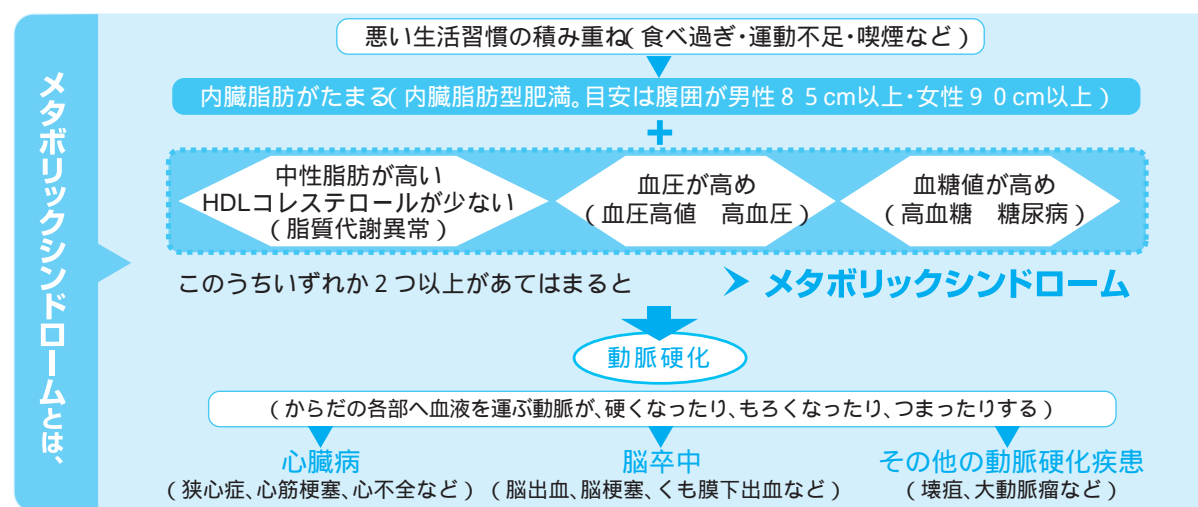 メタボリックシンドロームとは、
悪い生活習慣の積み重ね(食べ過ぎ・運動不足・喫煙など)
内臓脂肪がたまる(内臓脂肪型肥満。目安は腹囲が男性85cm以上・女性90cm以上)
+
中性脂肪が高い
HDLコレステロールが少ない
(脂質代謝異常)
血圧が高め
(血圧高値 高血圧)
血糖値が高め
(高血糖 糖尿病)
このうちいずれか2つ以上があてはまると
メタボリックシンドローム
動脈硬化
(からだの各部へ血液を運ぶ動脈が、硬くなったり、もろくなったり、つまったりする)
心臓病
(狭心症、心筋梗塞、心不全など)
脳卒中
(脳出血、脳梗塞、くも膜下出血など)
その他の動脈硬化疾患
(壊疽、大動脈瘤など)